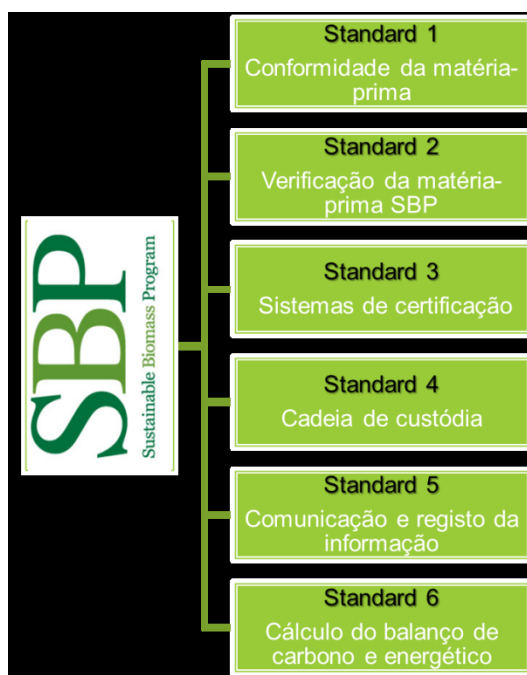 SBP
Sustainable Biomass Program
Standard 1
Conformidade da matéria-
prima
Standard 2
Verificação da matéria-
prima SBP
Standard 3
Sistemas de certificação
Standard 4
Cadeia de custódia
Standard 5
Comunicação e registo da
informação
Standard 6
Cálculo do balanço de
carbono e energético